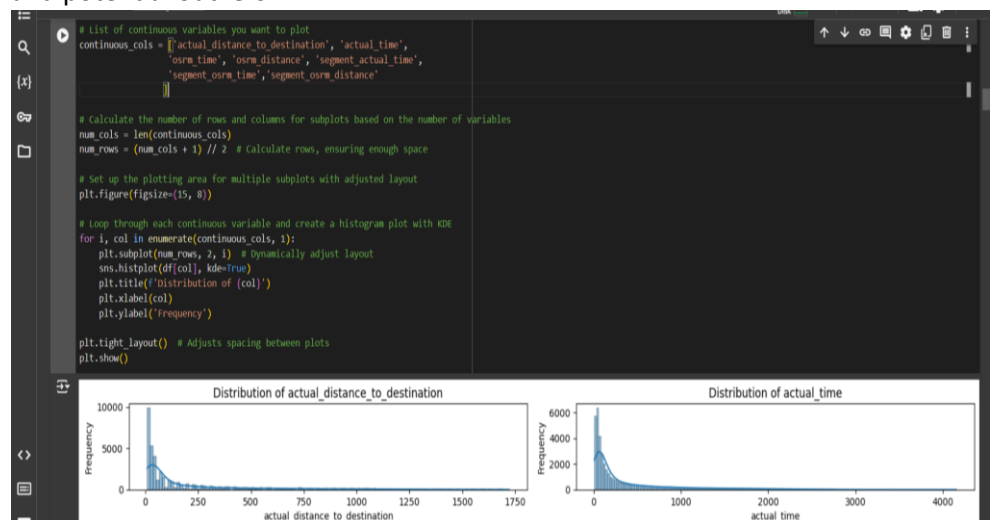 # List of continuous variables you want to plot
continuous_cols = ['actual_distance_to_destination', 'actual_time',
'osrm_time', 'osrm_distance', 'segment_actual_time',
'segment_osrm_time','segment_osrm_distance'
]
# Calculate the number of rows and columns for subplots based on the number of variables
num_cols = len(continuous_cols)
num_rows = (num_cols + 1) // 2  # Calculate rows, ensuring enough space
# Set up the plotting area for multiple subplots with adjusted layout
plt.figure(figsize=(15, 8))
# Loop through each continuous variable and create a histogram plot with KDE
for i, col in enumerate(continuous_cols, 1):
plt.subplot(num_rows, 2, i)  # Dynamically adjust layout
sns.histplot(df[col], kde=True)
plt.title(f'Distribution of {col}')
plt.xlabel(col)
plt.ylabel('Frequency')
plt.tight_layout()  # Adjusts spacing between plots
plt.show()
Distribution of actual_distance_to_destination
Frequency
10000
5000
0
0 250 500 750 1000 1250 1500 1750
actual_distance_to_destination
Distribution of actual_time
Frequency
6000
4000
2000
0
0 1000 2000 3000 4000
actual_time